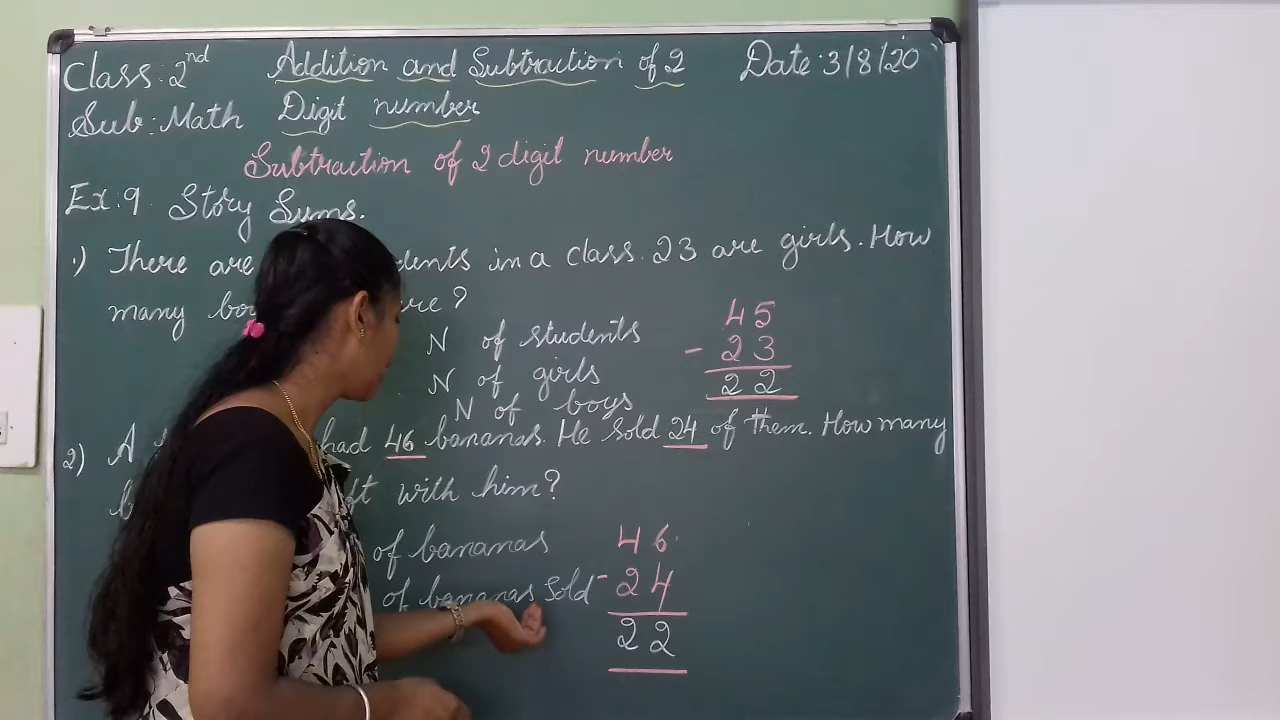 Class: 2nd Addition and Subtraction of 2 Date: 3/8/20
Sub: Math Digit number
Subtraction of 2 digit number
Ex: 9 Story Sums.
1) There are dents in a class. 23 are girls. How
many bo re ?
N of students 45
N of girls - 23
N of boys 22
2) A had 46 bananas. He sold 24 of them. How many
b ft with him?
of bananas 46
of bananas sold - 24
22